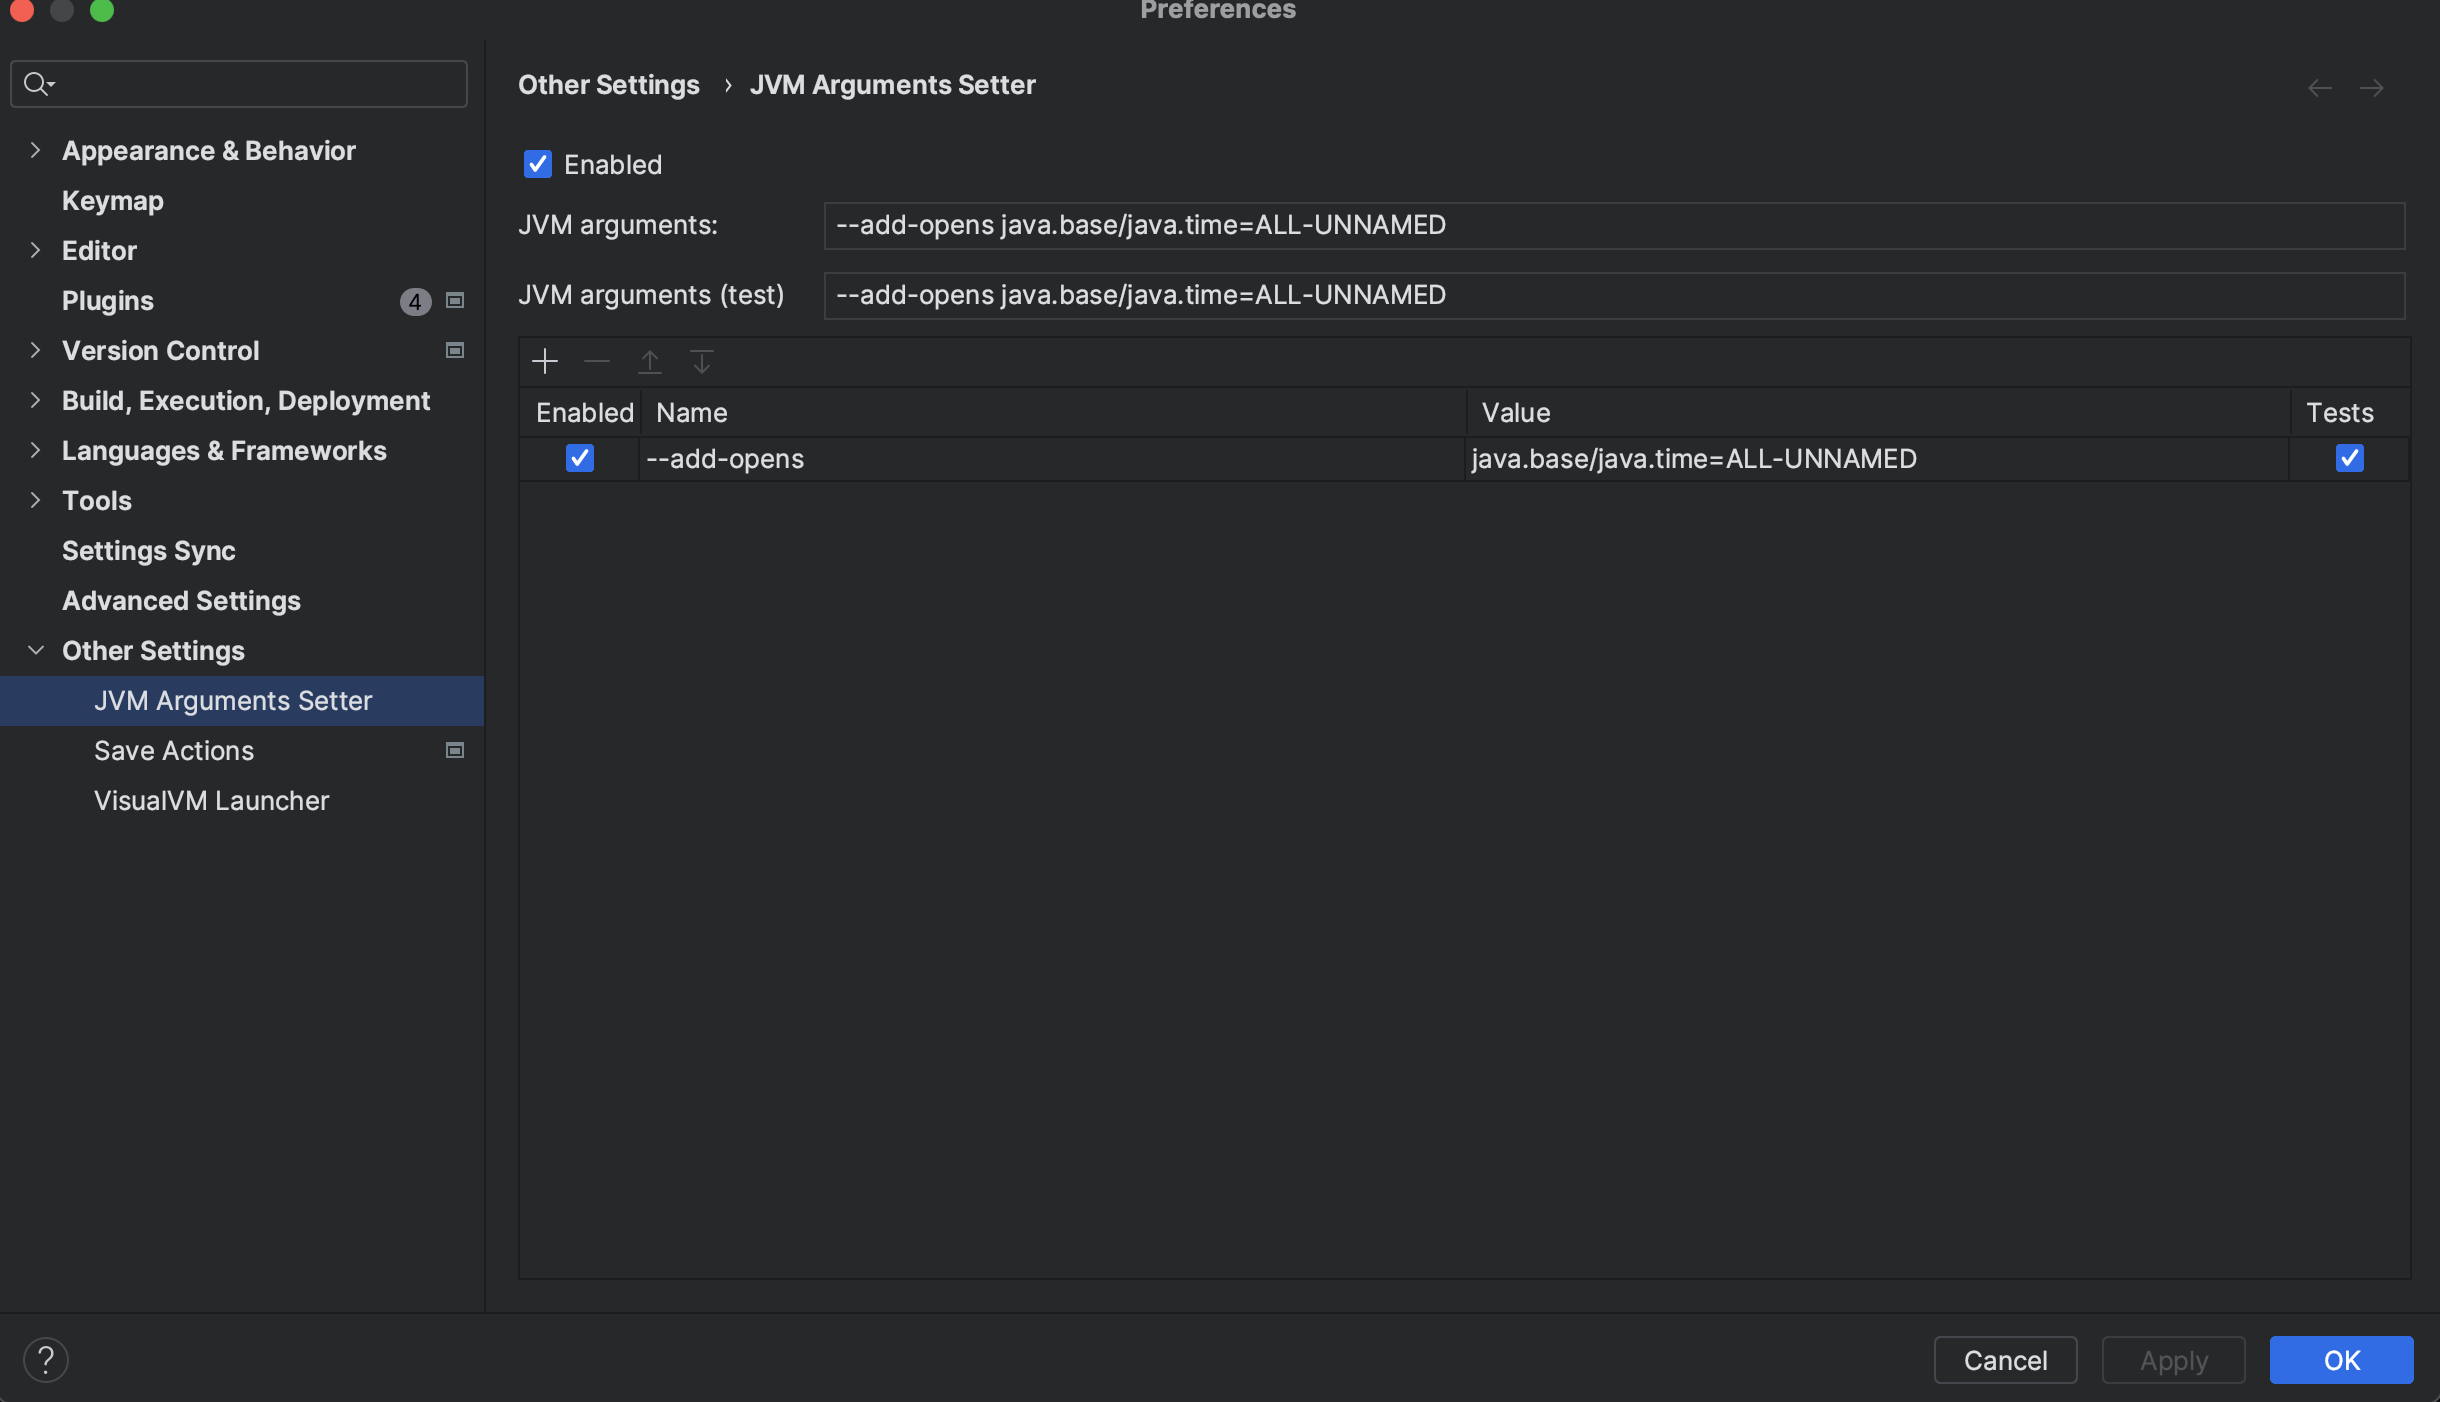 Preferences
Other Settings › JVM Arguments Setter
Appearance & Behavior
Keymap
Editor
Plugins 4
Version Control
Build, Execution, Deployment
Languages & Frameworks
Tools
Settings Sync
Advanced Settings
Other Settings
JVM Arguments Setter
Save Actions
VisualVM Launcher
Enabled
JVM arguments: --add-opens java.base/java.time=ALL-UNNAMED
JVM arguments (test) --add-opens java.base/java.time=ALL-UNNAMED
Enabled Name Value Tests
--add-opens java.base/java.time=ALL-UNNAMED
? Cancel Apply OK